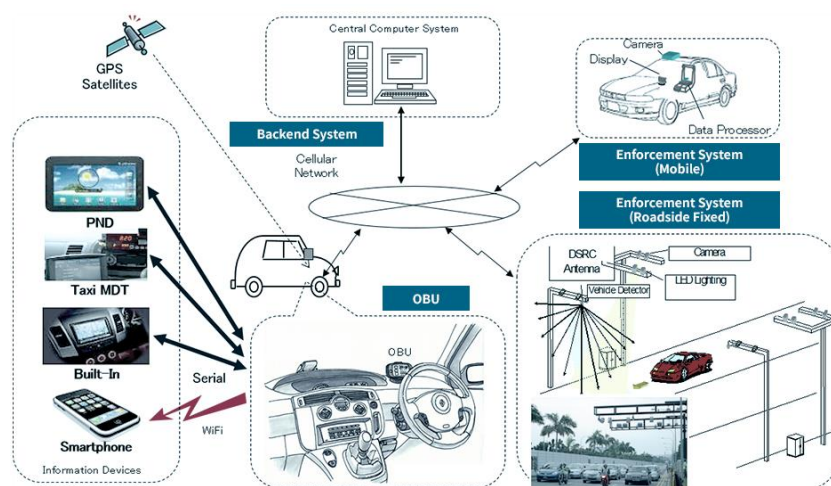 GPS
Satellites
Central Computer System
Backend System
Cellular
Network
Camera
Display
Data Processor
Enforcement System
(Mobile)
Enforcement System
(Roadside Fixed)
PND
Taxi MDT
Built-In
Smartphone
Information Devices
Serial
WiFi
OBU
OBU
DSRC
Antenna
Camera
LED Lighting
Vehicle Detector